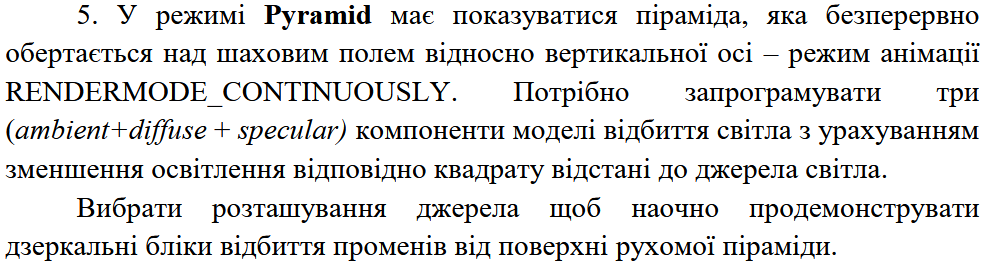 5. У режимі Pyramid має показуватися піраміда, яка безперервно
обертається над шаховим полем відносно вертикальної осі – режим анімації
RENDERMODE_CONTINUOUSLY. Потрібно запрограмувати три
(ambient+diffuse + specular) компоненти моделі відбиття світла з урахуванням
зменшення освітлення відповідно квадрату відстані до джерела світла.
Вибрати розташування джерела щоб наочно продемонструвати
дзеркальні бліки відбиття променів від поверхні рухомої піраміди.